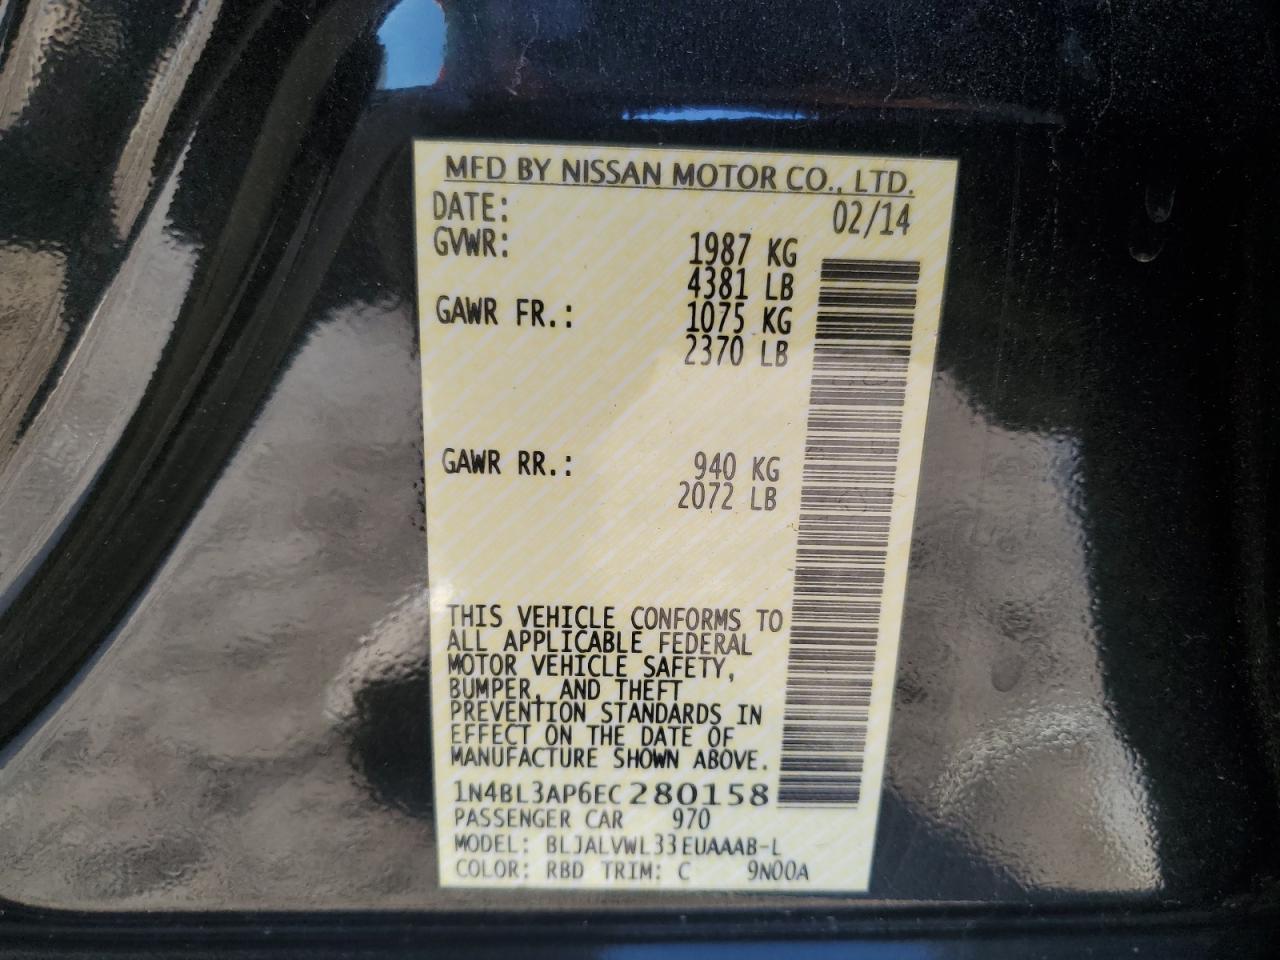 MFD BY NISSAN MOTOR CO., LTD.
DATE: 02/14
GVWR: 1987 KG
4381 LB
GAWR FR.: 1075 KG
2370 LB
GAWR RR.: 940 KG
2072 LB
THIS VEHICLE CONFORMS TO
ALL APPLICABLE FEDERAL
MOTOR VEHICLE SAFETY,
BUMPER, AND THEFT
PREVENTION STANDARDS IN
EFFECT ON THE DATE OF
MANUFACTURE SHOWN ABOVE.
1N4BL3AP6EC280158
PASSENGER CAR 970
MODEL: BLJALVWL33EUAAAB-L
COLOR: RBD TRIM: C 9N00A